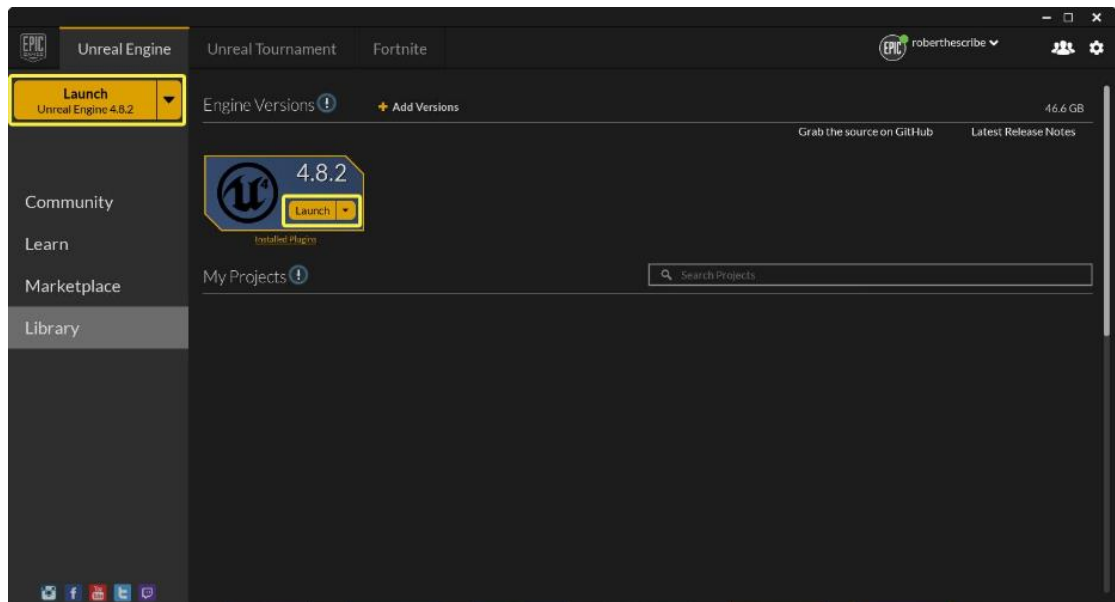 EPIC
Unreal Engine
Unreal Tournament
Fortnite
EPIC
roberthescribe
Launch
Unreal Engine 4.8.2
Engine Versions
+ Add Versions
46.6 GB
Grab the source on GitHub
Latest Release Notes
4.8.2
Launch
Installed Plugins
Community
Learn
Marketplace
Library
My Projects
Search Projects